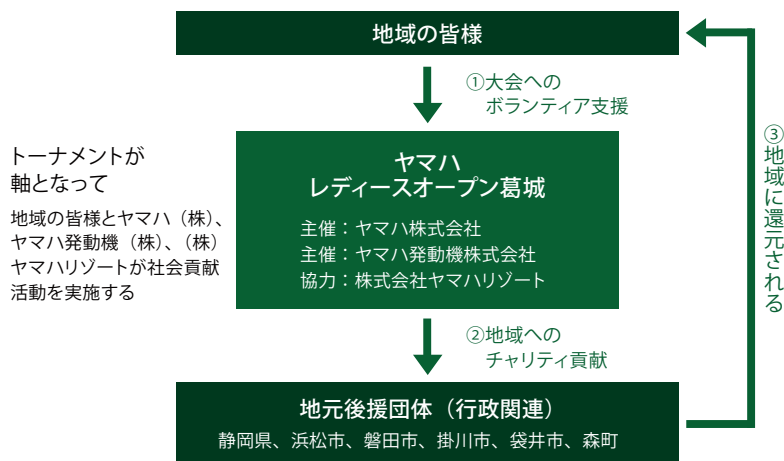 地域の皆様
①大会への
ボランティア支援
トーナメントが
軸となって
地域の皆様とヤマハ（株）、
ヤマハ発動機（株）、（株）
ヤマハリゾートが社会貢献
活動を実施する
ヤマハ
レディースオープン葛城
主催：ヤマハ株式会社
主催：ヤマハ発動機株式会社
協力：株式会社ヤマハリゾート
②地域への
チャリティ貢献
地元後援団体（行政関連）
静岡県、浜松市、磐田市、掛川市、袋井市、森町
③地域に還元される